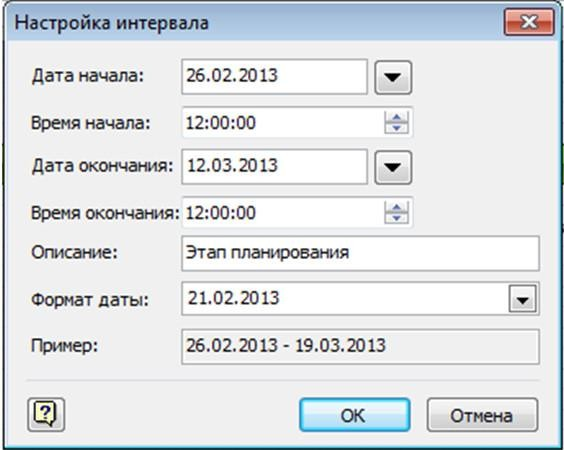 Настройка интервала
Дата начала: 26.02.2013
Время начала: 12:00:00
Дата окончания: 12.03.2013
Время окончания: 12:00:00
Описание: Этап планирования
Формат даты: 21.02.2013
Пример: 26.02.2013 - 19.03.2013
? OK Отмена